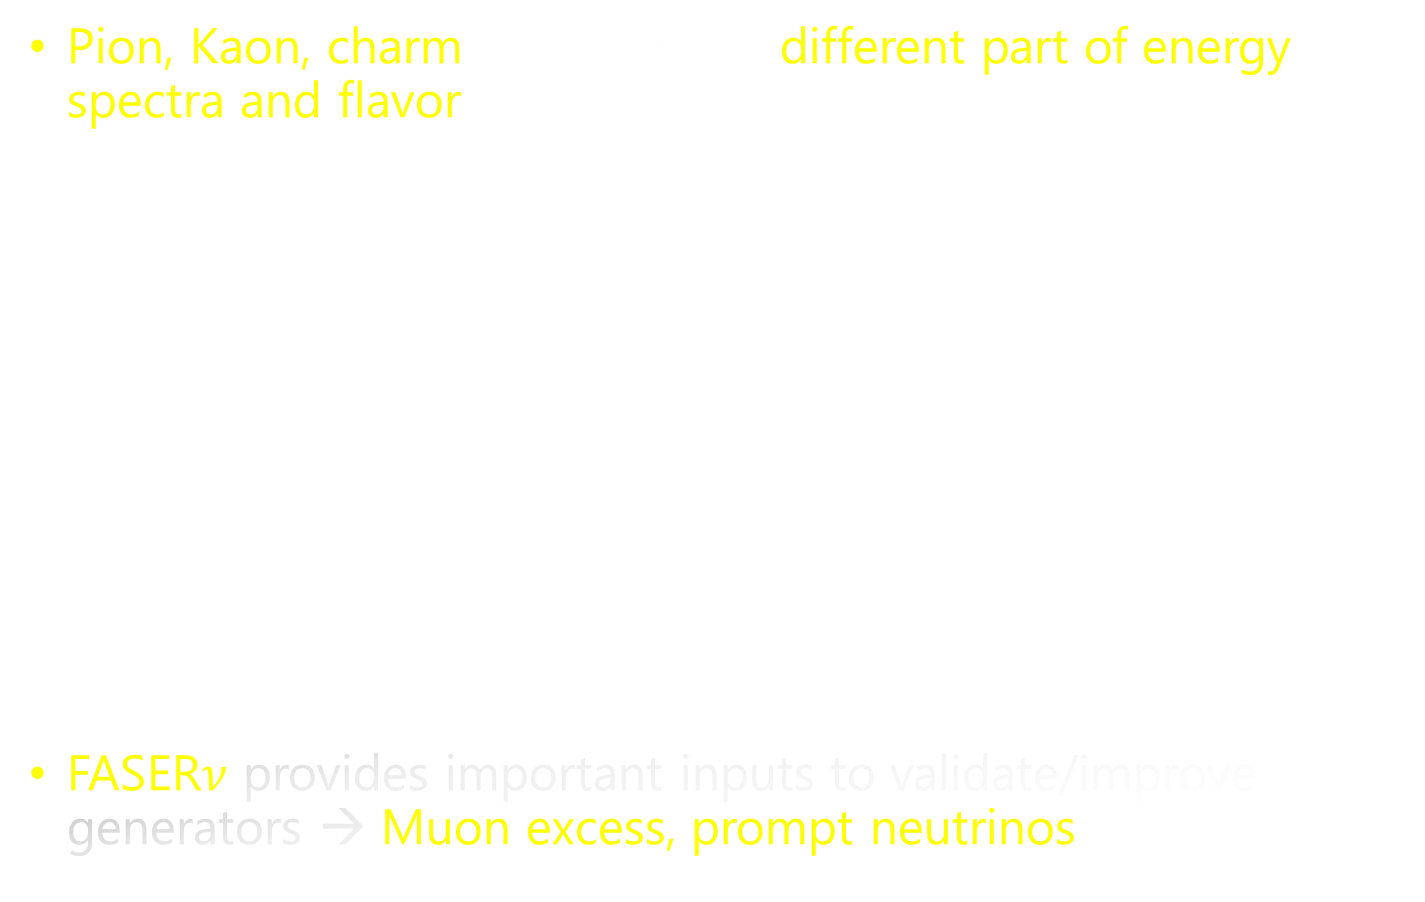 • Pion, Kaon, charm different part of energy
spectra and flavor
• FASER𝜈 provides important inputs to validate/improve
generators → Muon excess, prompt neutrinos